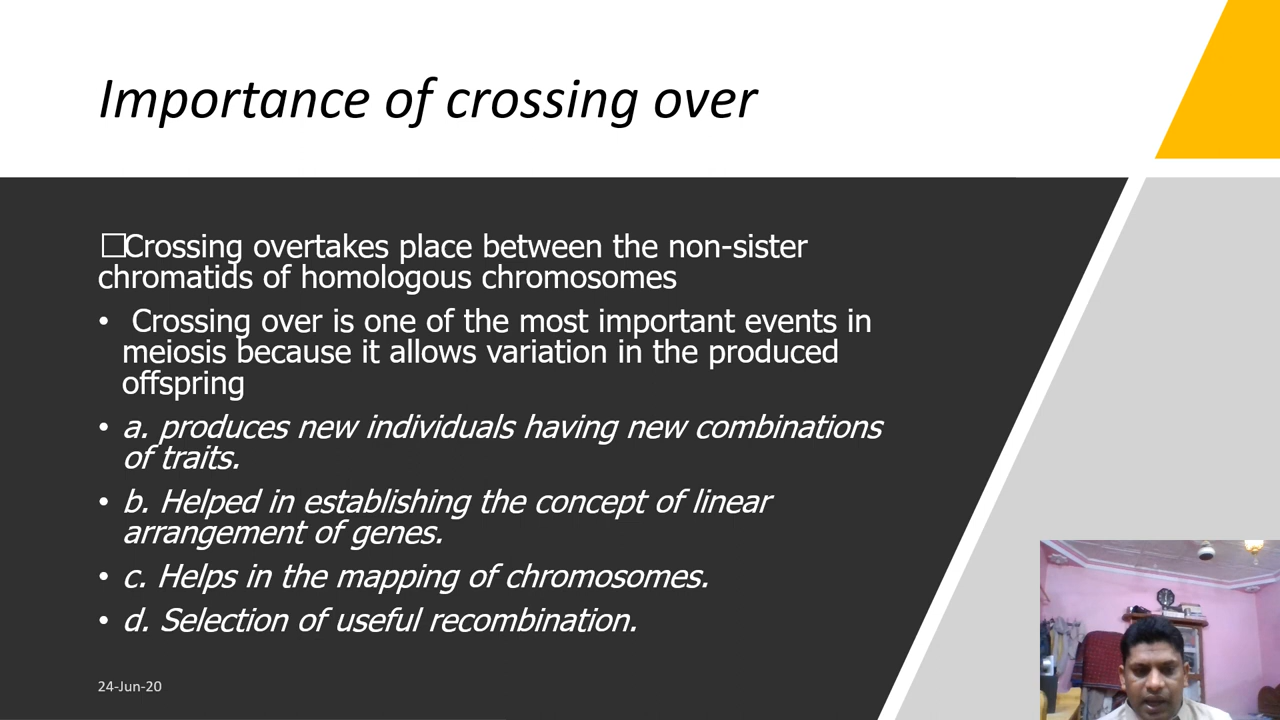 Importance of crossing over
☐Crossing overtakes place between the non-sister
chromatids of homologous chromosomes
• Crossing over is one of the most important events in
meiosis because it allows variation in the produced
offspring
• a. produces new individuals having new combinations
of traits.
• b. Helped in establishing the concept of linear
arrangement of genes.
• c. Helps in the mapping of chromosomes.
• d. Selection of useful recombination.
24-Jun-20